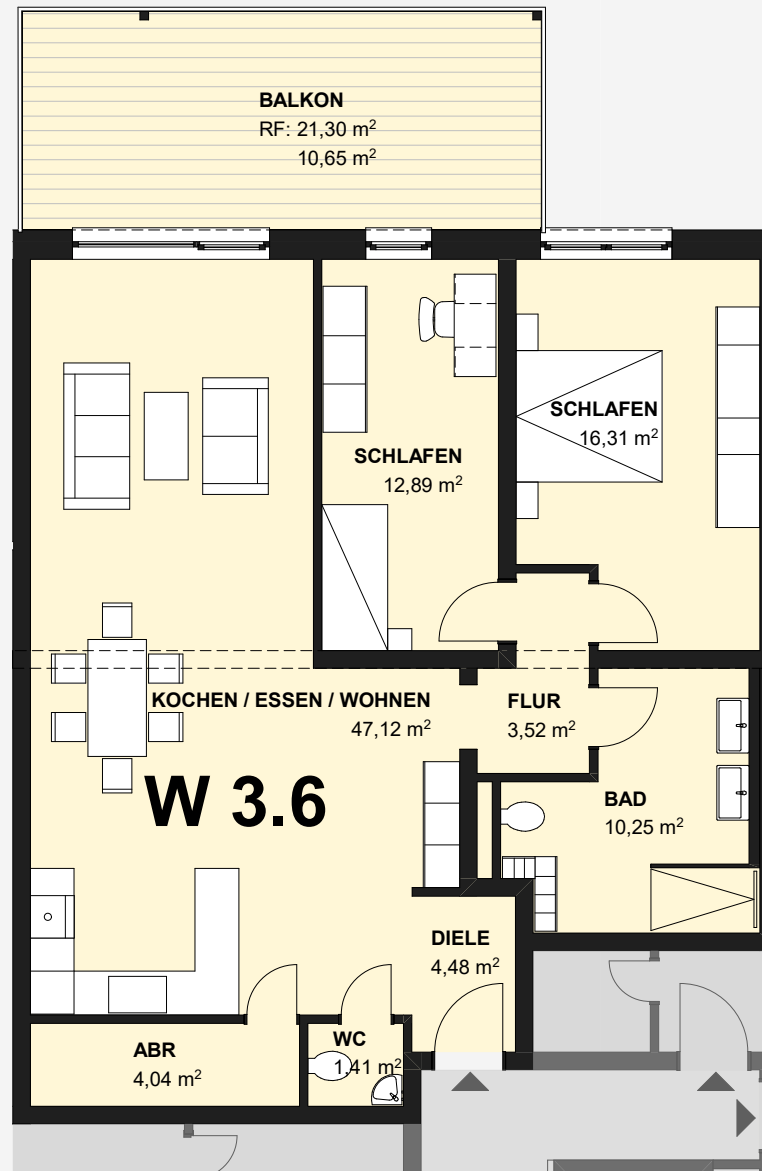 BALKON
RF: 21,30 m²
10,65 m²
SCHLAFEN
16,31 m²
SCHLAFEN
12,89 m²
KOCHEN / ESSEN / WOHNEN
47,12 m²
FLUR
3,52 m²
W 3.6
BAD
10,25 m²
DIELE
4,48 m²
ABR
4,04 m²
WC
1,41 m²